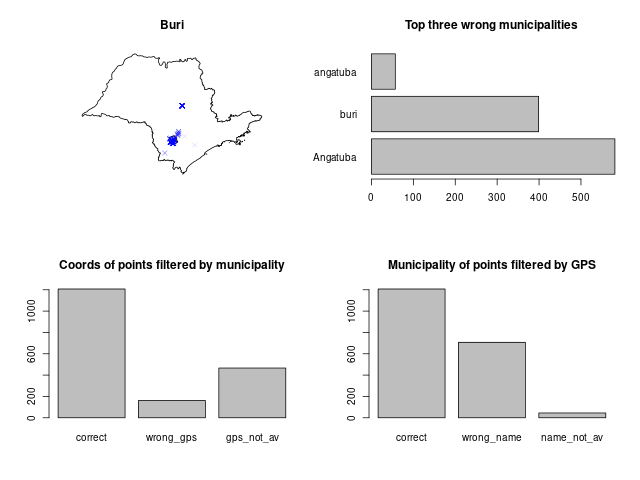 Buri
Top three wrong municipalities
angatuba
buri
Angatuba
0 100 200 300 400 500
Coords of points filtered by municipality
0 200 600 1000
correct wrong_gps gps_not_av
Municipality of points filtered by GPS
0 200 600 1000
correct wrong_name name_not_av